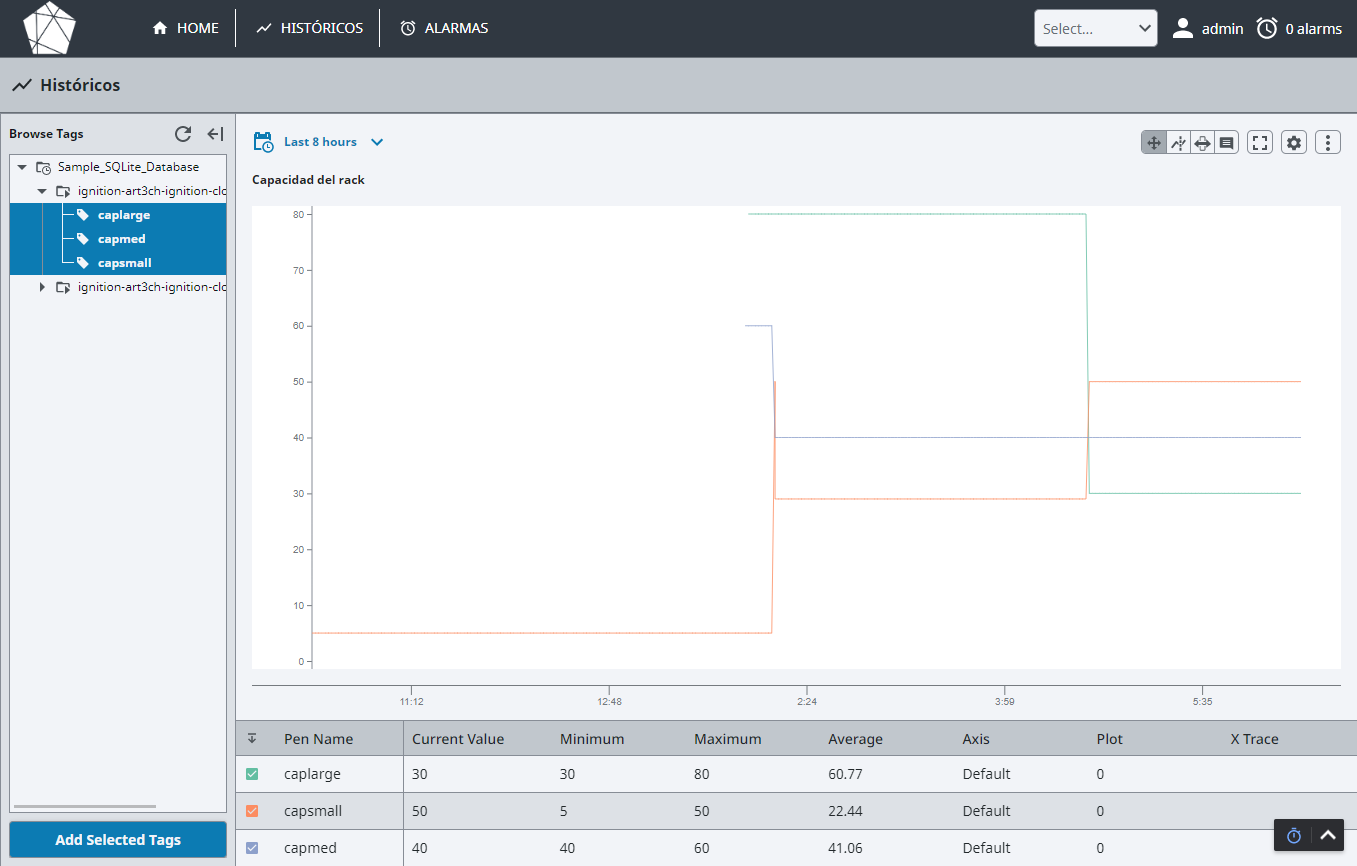 HOME
HISTÓRICOS
ALARMAS
Select...
admin
0 alarms
Históricos
Browse Tags
Sample_SQLite_Database
ignition-art3ch-ignition-clo
caplarge
capmed
capsmall
ignition-art3ch-ignition-clo
Add Selected Tags
Last 8 hours
Capacidad del rack
80
70
60
50
40
30
20
10
0
11:12 12:48 2:24 3:59 5:35
Pen Name Current Value Minimum Maximum Average Axis Plot X Trace
caplarge 30 30 80 60.77 Default 0
capsmall 50 5 50 22.44 Default 0
capmed 40 40 60 41.06 Default 0